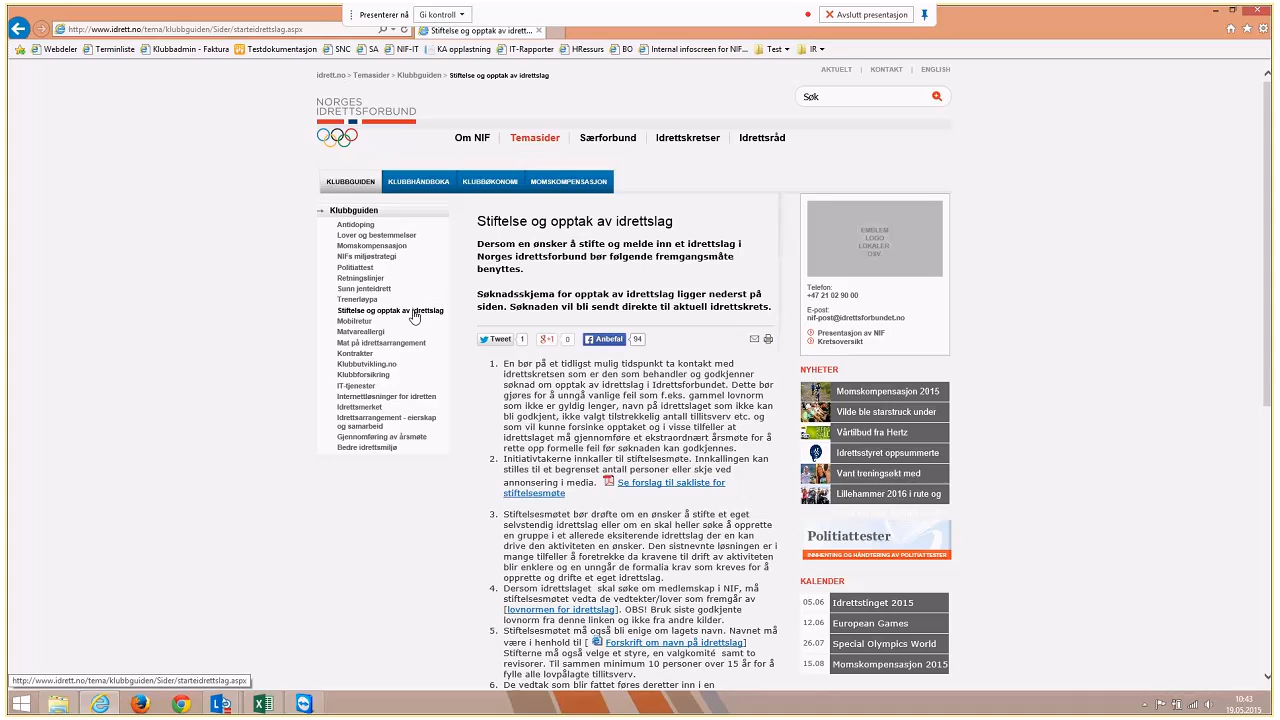 Presenterer nå
Gi kontroll
Avslutt presentasjon
http://www.idrett.no/tema/klubbguiden/Sider/starteidrettslag.aspx
Stiftelse og opptak av idrett...
Webdeler
Terminliste
Klubbadmin - Faktura
Testdokumentasjon
SNC
SA
NIF-IT
KA opplastning
IT-Rapporter
HRessurs
BO
Internal infoscreen for NIF...
Test
IR
idrett.no > Temasider > Klubbguiden > Stiftelse og opptak av idrettslag
AKTUELT | KONTAKT | ENGLISH
NORGES
IDRETTSFORBUND
Søk
Om NIF
Temasider
Særforbund
Idrettskretser
Idrettsråd
KLUBBGUIDEN
KLUBBHÅNDBOKA
KLUBBØKONOMI
MOMSKOMPENSASJON
Klubbguiden
Antidoping
Lover og bestemmelser
Momskompensasjon
NIFs miljøstrategi
Politiattest
Retningslinjer
Sunn jenteidrett
Trenerløypa
Stiftelse og opptak av idrettslag
Mobilretur
Matvareallergi
Mat på idrettsarrangement
Kontrakter
Klubbutvikling.no
Klubbforsikring
IT-tjenester
Internettløsninger for idretten
Idrettsmerket
Idrettsarrangement - eierskap
og samarbeid
Gjennomføring av årsmøte
Bedre idrettsmiljø
Stiftelse og opptak av idrettslag
Dersom en ønsker å stifte og melde inn et idrettslag i
Norges idrettsforbund bør følgende fremgangsmåte
benyttes.
Søknadsskjema for opptak av idrettslag ligger nederst på
siden. Søknaden vil bli sendt direkte til aktuell idrettskrets.
Tweet 1
g+1 0
Anbefal 94
1. En bør på et tidligst mulig tidspunkt ta kontakt med
idrettskretsen som er den som behandler og godkjenner
søknad om opptak av idrettslag i Idrettsforbundet. Dette bør
gjøres for å unngå vanlige feil som f.eks. gammel lovnorm
som ikke er gyldig lenger, navn på idrettslaget som ikke kan
bli godkjent, ikke valgt tilstrekkelig antall tillitsverv etc. og
som vil kunne forsinke opptaket og i visse tilfeller at
idrettslaget må gjennomføre et ekstraordnært årsmøte for å
rette opp formelle feil før søknaden kan godkjennes.
2. Inititivtakerne innkaller til stiftelsesmøte. Innkallingen kan
stilles til et begrenset antall personer eller skje ved
annonsering i media. Se forslag til sakliste for
stiftelsesmøte
3. Stiftelsesmøtet bør drøfte om en ønsker å stifte et eget
selvstendig idrettslag eller om en skal heller søke å opprette
en gruppe i et allerede eksiterende idrettslag der en kan
drive den aktiviteten en ønsker. Den sistnevnte løsningen er i
mange tilfeller å foretrekke da kravene til drift av aktiviteten
blir enklere og en unngår de formalia krav som kreves for å
opprette og drifte et eget idrettslag.
4. Dersom idrettslaget skal søke om medlemskap i NIF, må
stiftelsesmøtet vedta de vedtekter/lover som fremgår av
[lovnormen for idrettslag]. OBS! Bruk siste godkjente
lovnorm fra denne linken og ikke fra andre kilder.
5. Stiftelsesmøtet må også bli enige om lagets navn. Navnet må
være i henhold til [ Forskrift om navn på idrettslag]
Stifterne må også velge et styre, en valgkomité samt to
revisorer. Til sammen minimum 10 personer over 15 år for å
fylle alle lovpålagte tillitsverv.
6. De vedtak som blir fattet føres deretter inn i en
EMBLEM
LOGO
LOKALER
OSV.
Telefon:
+47 21 02 90 00
E-post:
nif-post@idrettsforbundet.no
Presentasjon av NIF
Kretsoversikt
NYHETER
Momskompensasjon 2015
Vilde ble starstruck under
Vårtilbud fra Hertz
Idrettsstyret oppsummerte
Vant treningsøkt med
Lillehammer 2016 i rute og
Politiattester
INNHENTING OG HÅNDTERING AV POLITIATTESTER
KALENDER
05.06 Idrettstinget 2015
12.06 European Games
26.07 Special Olympics World
15.08 Momskompensasjon 2015
http://www.idrett.no/tema/klubbguiden/Sider/starteidrettslag.aspx
10:43
19.05.2015